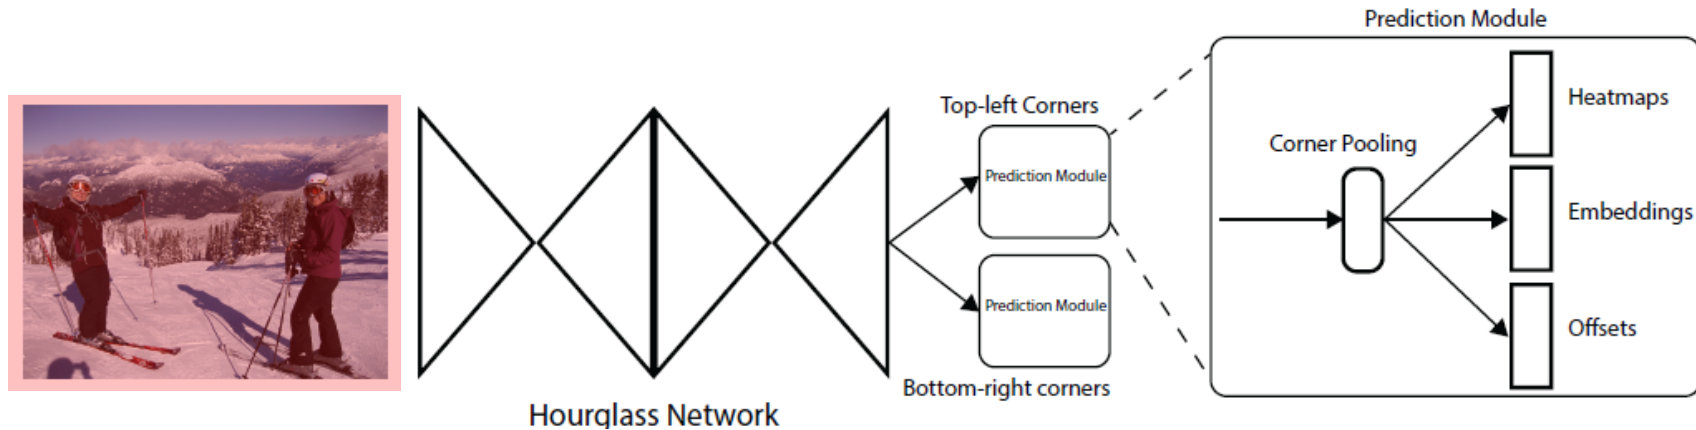 Prediction Module
Top-left Corners
Heatmaps
Corner Pooling
Prediction Module
Embeddings
Prediction Module
Offsets
Bottom-right corners
Hourglass Network